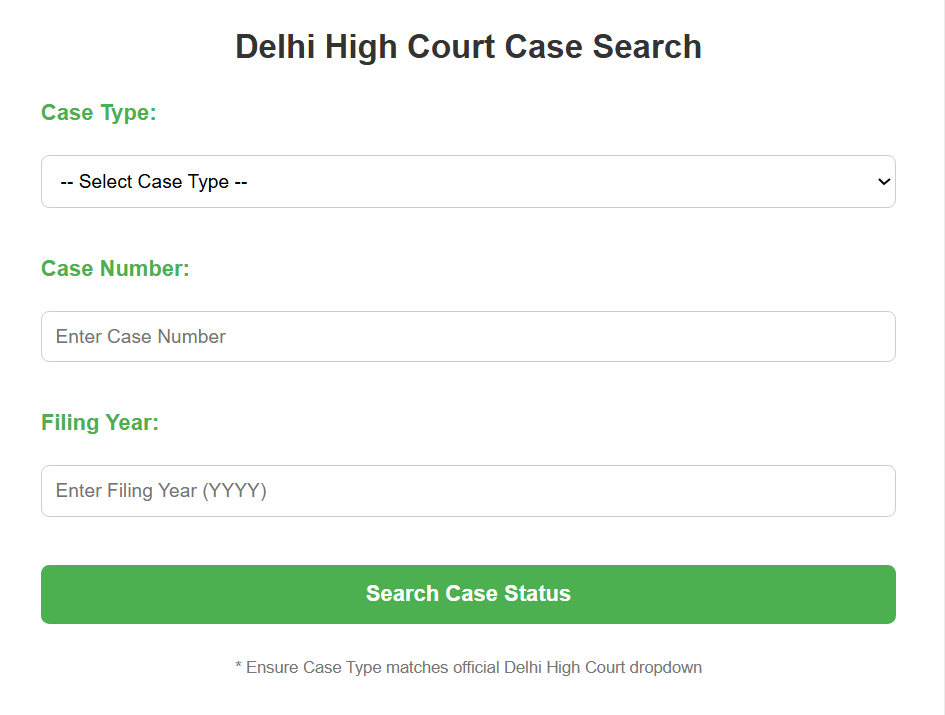 Delhi High Court Case Search
Case Type:
-- Select Case Type --
Case Number:
Enter Case Number
Filing Year:
Enter Filing Year (YYYY)
Search Case Status
* Ensure Case Type matches official Delhi High Court dropdown